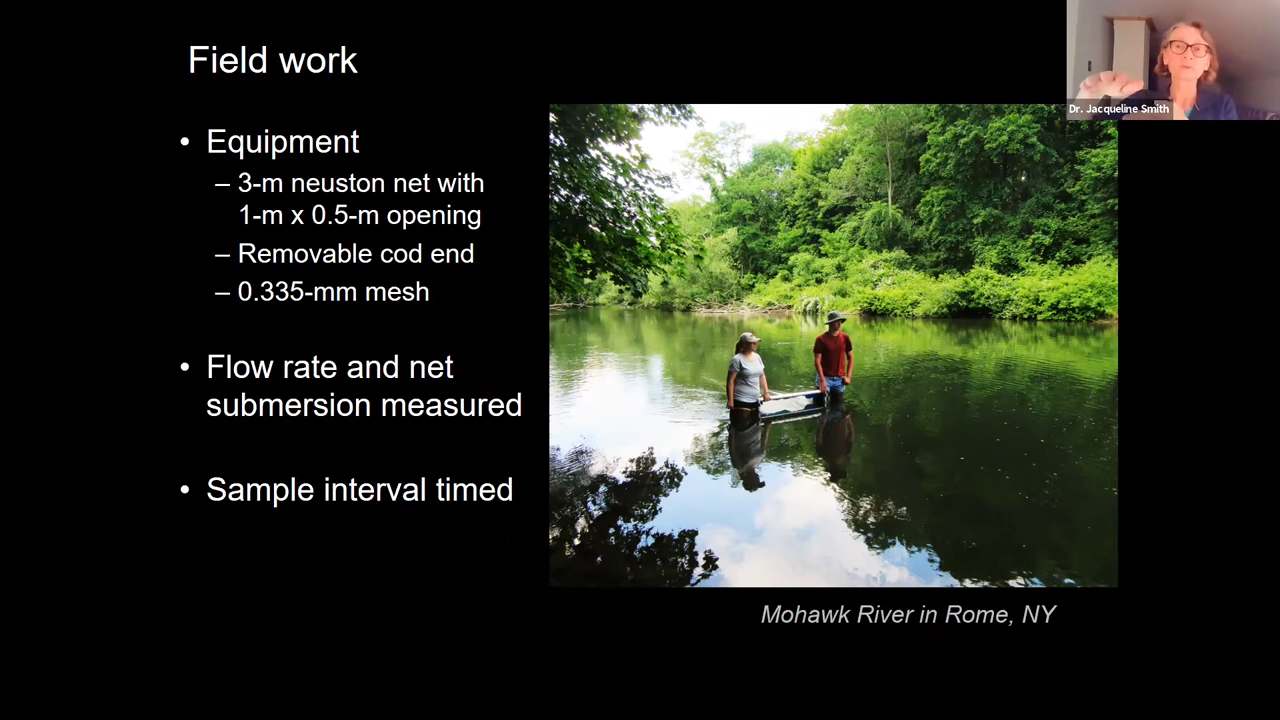 Field work
Dr. Jacqueline Smith
• Equipment
– 3-m neuston net with
1-m x 0.5-m opening
– Removable cod end
– 0.335-mm mesh
• Flow rate and net
submersion measured
• Sample interval timed
Mohawk River in Rome, NY